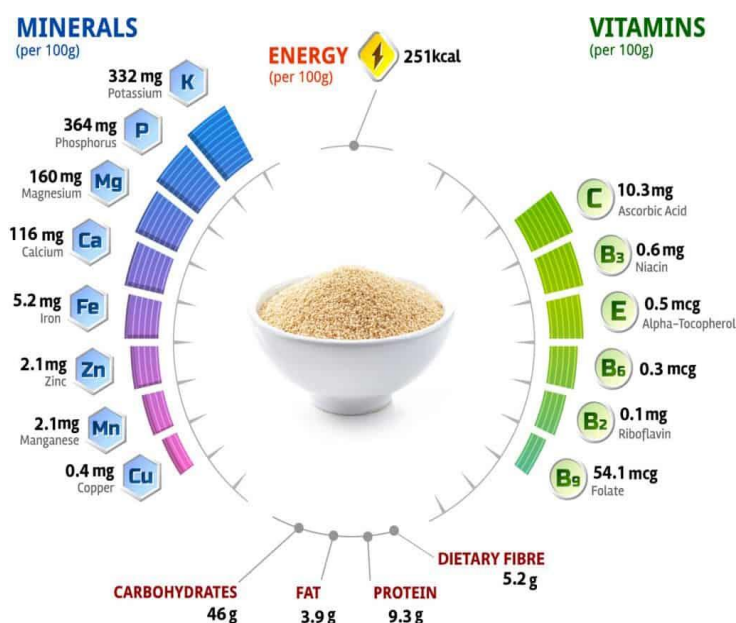 MINERALS
(per 100g)
ENERGY
(per 100g)
251kcal
VITAMINS
(per 100g)
332 mg
Potassium
K
364 mg
Phosphorus
P
160 mg
Magnesium
Mg
116 mg
Calcium
Ca
5.2 mg
Iron
Fe
2.1mg
Zinc
Zn
2.1mg
Manganese
Mn
0.4 mg
Copper
Cu
C
10.3mg
Ascorbic Acid
B3
0.6 mg
Niacin
E
0.5 mcg
Alpha-Tocopherol
B6
0.3 mcg
B2
0.1 mg
Riboflavin
B9
54.1 mcg
Folate
CARBOHYDRATES
46 g
FAT
3.9 g
PROTEIN
9.3 g
DIETARY FIBRE
5.2 g